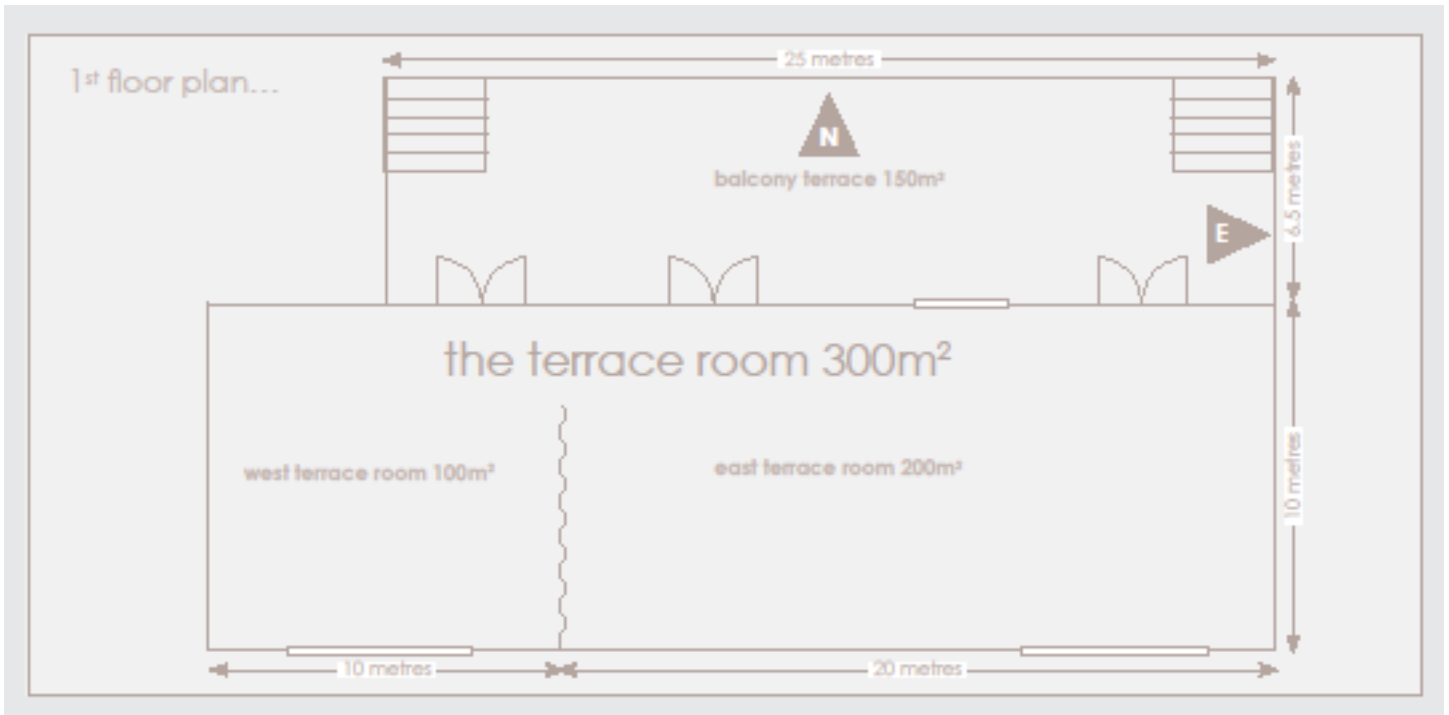 1st floor plan...
25 metres
N
balcony terrace 150m²
6.5 metres
E
the terrace room 300m²
west terrace room 100m²
east terrace room 200m²
10 metres
10 metres
20 metres